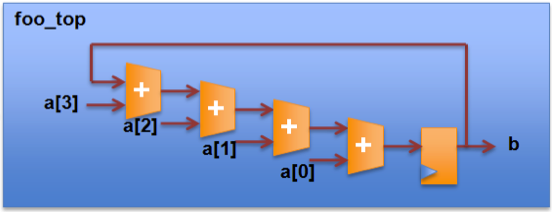 foo_top
+
a[3]
+
a[2]
+
a[1]
+
a[0]
b